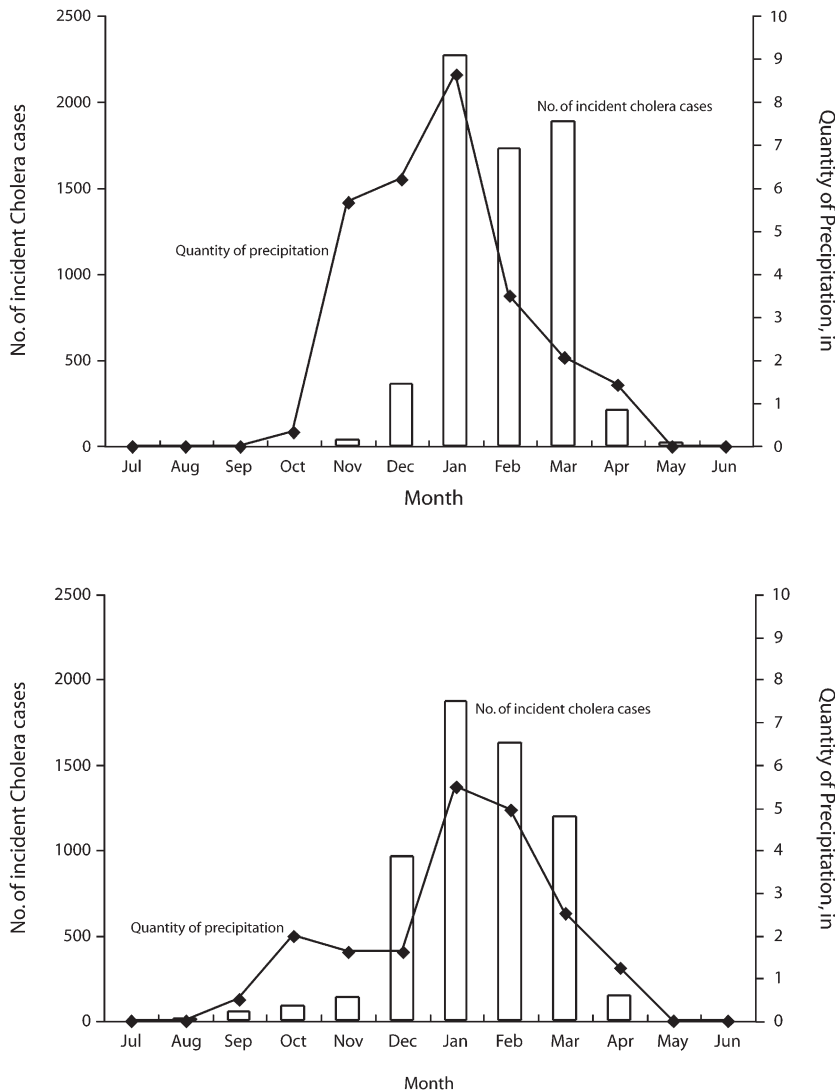 2500
2000
1500
1000
500
0
No. of incident Cholera cases
10
9
8
7
6
5
4
3
2
1
0
Quantity of Precipitation, in
No. of incident cholera cases
Quantity of precipitation
Jul Aug Sep Oct Nov Dec Jan Feb Mar Apr May Jun
Month
2500
2000
1500
1000
500
0
No. of incident Cholera cases
10
9
8
7
6
5
4
3
2
1
0
Quantity of Precipitation, in
No. of incident cholera cases
Quantity of precipitation
Jul Aug Sep Oct Nov Dec Jan Feb Mar Apr May Jun
Month